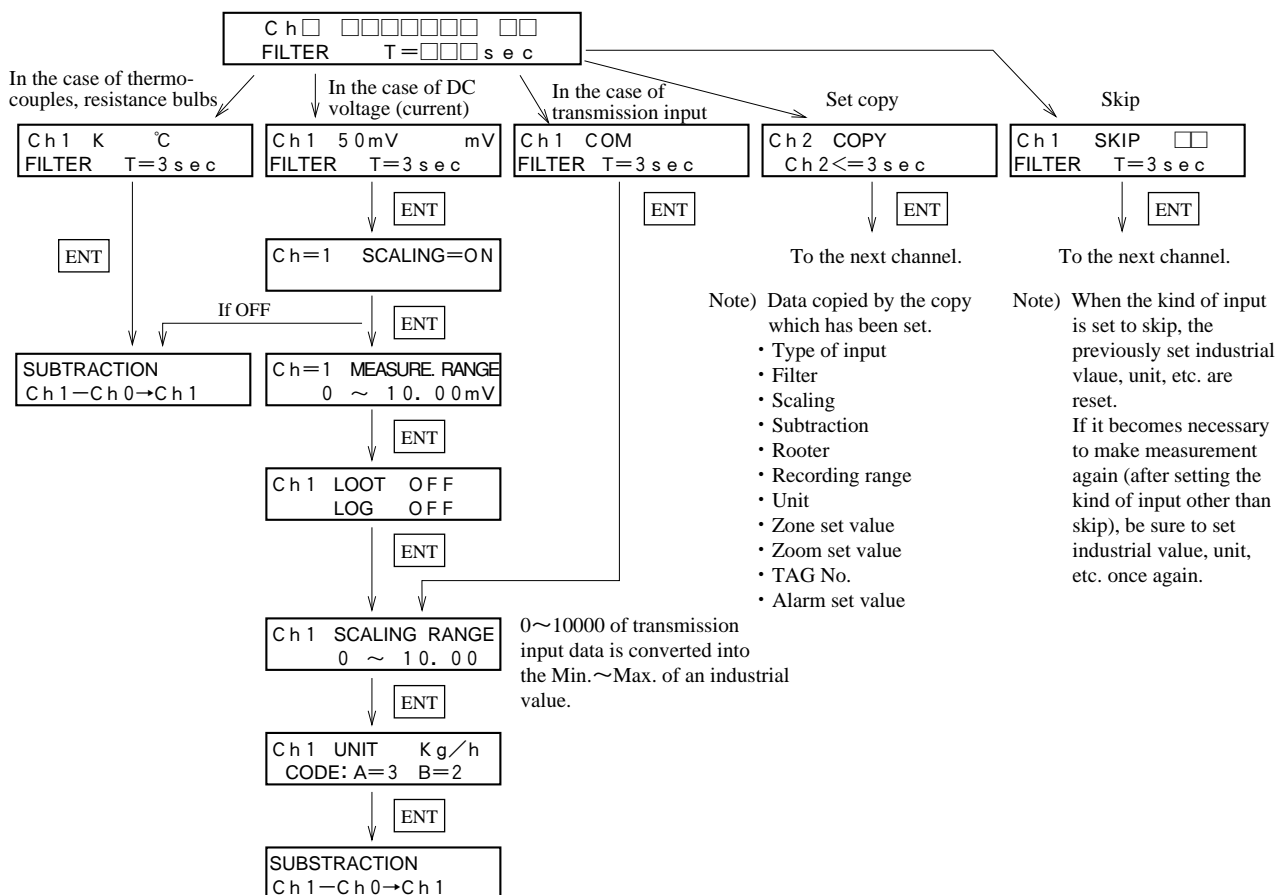 Ch□ □□□□□□□ □□
FILTER T=□□□sec
In the case of thermo-
couples, resistance bulbs
In the case of DC
voltage (current)
In the case of
transmission input
Set copy
Skip
Ch1 K ℃
FILTER T=3sec
Ch1 50mV mV
FILTER T=3sec
Ch1 COM
FILTER T=3sec
Ch2 COPY
Ch2<=3sec
Ch1 SKIP □□
FILTER T=3sec
ENT
ENT
ENT
ENT
ENT
Ch=1 SCALING=ON
To the next channel.
To the next channel.
If OFF
ENT
SUBTRACTION
Ch1−Ch0→Ch1
Ch=1 MEASURE. RANGE
0 ～ 10.00mV
ENT
Ch1 LOOT OFF
LOG OFF
ENT
Ch1 SCALING RANGE
0 ～ 10.00
0～10000 of transmission
input data is converted into
the Min.～Max. of an industrial
value.
ENT
Ch1 UNIT Kg／h
CODE: A=3 B=2
ENT
SUBSTRACTION
Ch1−Ch0→Ch1
Note) Data copied by the copy
which has been set.
・Type of input
・Filter
・Scaling
・Subtraction
・Rooter
・Recording range
・Unit
・Zone set value
・Zoom set value
・TAG No.
・Alarm set value
Note) When the kind of input
is set to skip, the
previously set industrial
vlaue, unit, etc. are
reset.
If it becomes necessary
to make measurement
again (after setting the
kind of input other than
skip), be sure to set
industrial value, unit,
etc. once again.